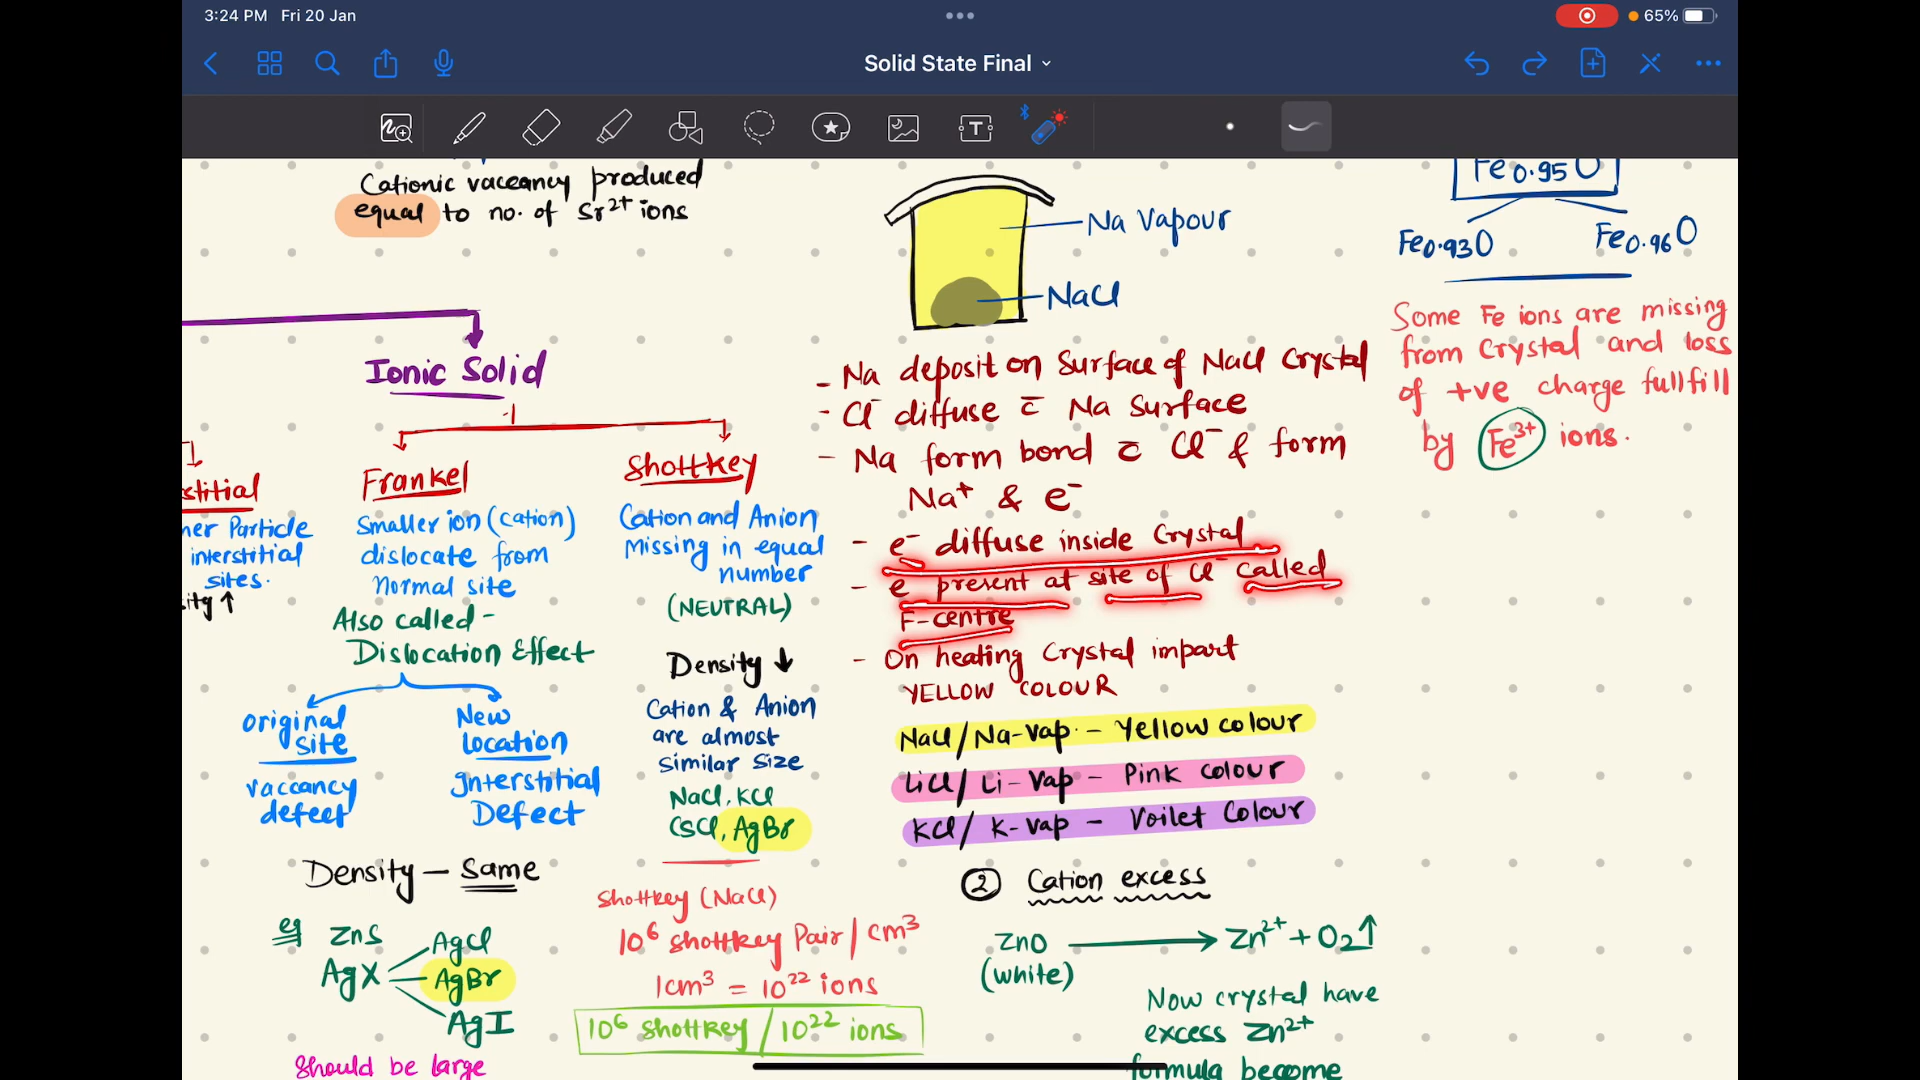 3:24 PM Fri 20 Jan
65%
Solid State Final
Cationic vaccancy produced
equal to no. of Sr2+ ions
Ionic Solid
stitial
ner Particle
interstitial
sites.
sity ↑
Frankel
Smaller ion (cation)
dislocate from
Normal site
Also called -
Dislocation Effect
original
site
vaccancy
defect
New
location
Interstitial
Defect
Density - Same
eg ZnS
AgX
AgCl
AgBr
AgI
Should be large
Shottkey
Cation and Anion
Missing in equal
number
(NEUTRAL)
Density ↓
Cation & Anion
are almost
similar size
NaCl, KCl
CsCl, AgBr
Shottkey (NaCl)
10^6 Shottkey Pair / cm3
1cm3 = 10^22 ions
10^6 Shottkey / 10^22 ions
Na Vapour
NaCl
- Na deposit on Surface of NaCl Crystal
- Cl- diffuse c̄ Na Surface
- Na form bond c̄ Cl- & form
Na+ & e-
- e- diffuse inside Crystal
- e- present at site of Cl- called
F-centre
- On heating Crystal impart
YELLOW COLOUR
NaCl / Na-Vap - Yellow colour
LiCl / Li-Vap - Pink colour
KCl / K-Vap - Voilet Colour
② Cation excess
ZnO → Zn2+ + O2↑
(white)
Now crystal have
excess Zn2+
formula become
Fe0.95O
Fe0.93O
Fe0.96O
Some Fe ions are missing
from Crystal and loss
of +ve charge fullfill
by Fe3+ ions.